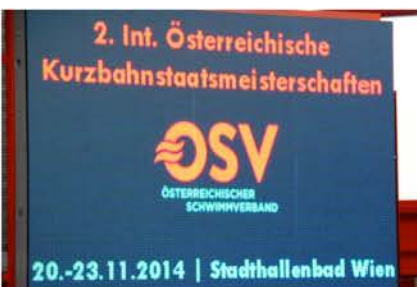 2. Int. Österreichische
Kurzbahnstaatsmeisterschaften
OSV
ÖSTERREICHISCHER
SCHWIMMVERBAND
20.-23.11.2014 | Stadthallenbad Wien